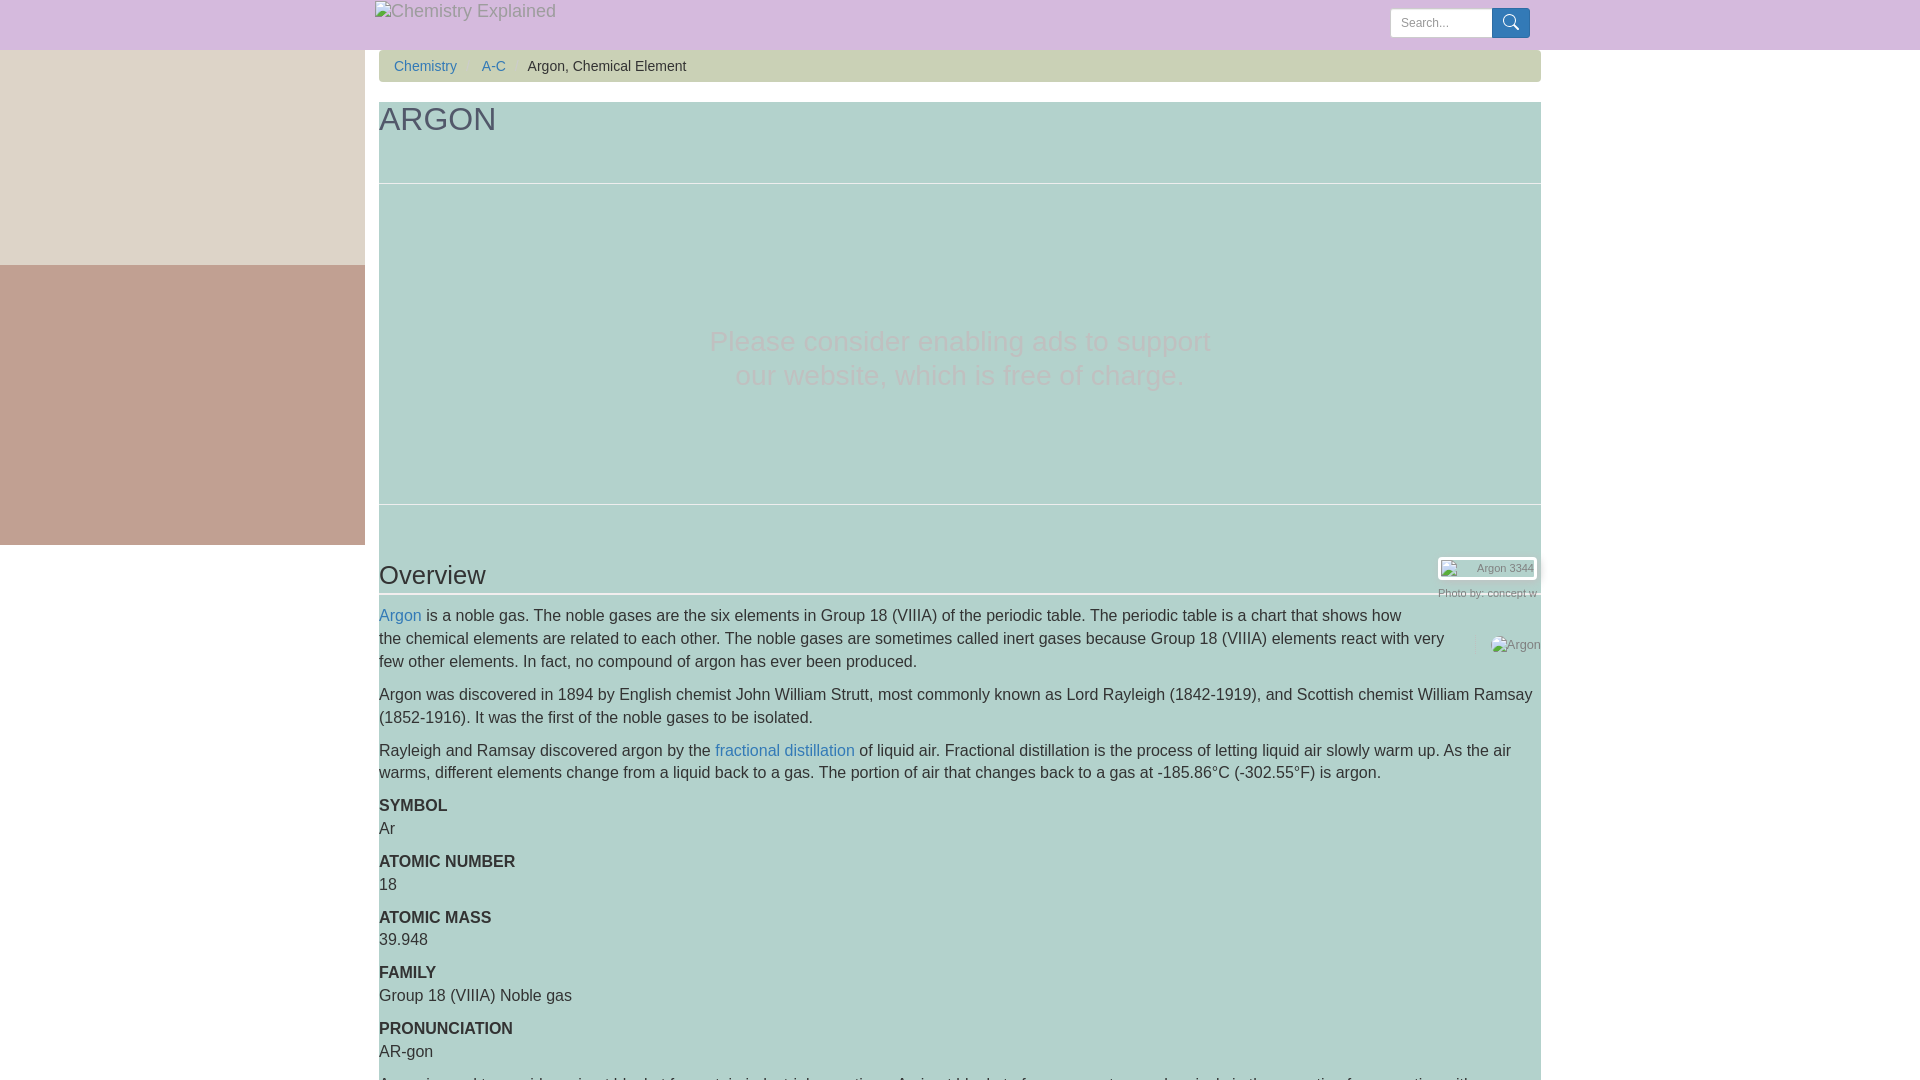 Chemistry Explained
Search...
Chemistry A-C Argon, Chemical Element
ARGON
Please consider enabling ads to support
our website, which is free of charge.
Overview
Argon 3344
Photo by: concept w
Argon is a noble gas. The noble gases are the six elements in Group 18 (VIIIA) of the periodic table. The periodic table is a chart that shows how
the chemical elements are related to each other. The noble gases are sometimes called inert gases because Group 18 (VIIIA) elements react with very
few other elements. In fact, no compound of argon has ever been produced.
Argon
Argon was discovered in 1894 by English chemist John William Strutt, most commonly known as Lord Rayleigh (1842-1919), and Scottish chemist William Ramsay
(1852-1916). It was the first of the noble gases to be isolated.
Rayleigh and Ramsay discovered argon by the fractional distillation of liquid air. Fractional distillation is the process of letting liquid air slowly warm up. As the air
warms, different elements change from a liquid back to a gas. The portion of air that changes back to a gas at -185.86°C (-302.55°F) is argon.
SYMBOL
Ar
ATOMIC NUMBER
18
ATOMIC MASS
39.948
FAMILY
Group 18 (VIIIA) Noble gas
PRONUNCIATION
AR-gon